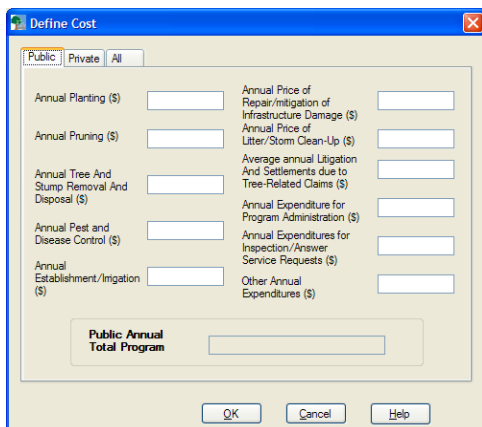 Define Cost
Public Private All
Annual Planting ($)
Annual Pruning ($)
Annual Tree And
Stump Removal And
Disposal ($)
Annual Pest and
Disease Control ($)
Annual
Establishment/Irrigation
($)
Annual Price of
Repair/mitigation of
Infrastructure Damage ($)
Annual Price of
Litter/Storm Clean-Up ($)
Average annual Litigation
And Settlements due to
Tree-Related Claims ($)
Annual Expenditure for
Program Administration ($)
Annual Expenditures for
Inspection/Answer
Service Requests ($)
Other Annual
Expenditures ($)
Public Annual
Total Program
OK Cancel Help